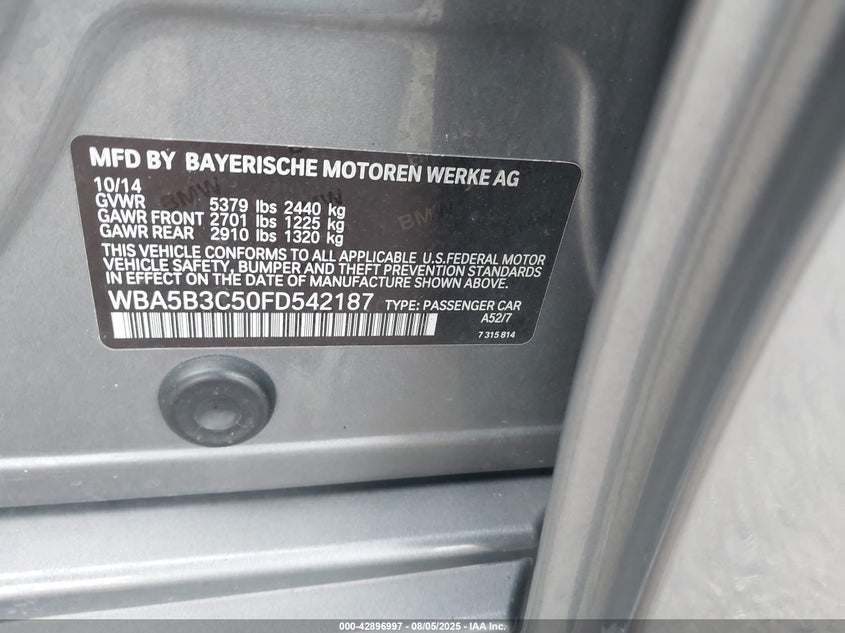 MFD BY BAYERISCHE MOTOREN WERKE AG
10/14
GVWR 5379 lbs 2440 kg
GAWR FRONT 2701 lbs 1225 kg
GAWR REAR 2910 lbs 1320 kg
THIS VEHICLE CONFORMS TO ALL APPLICABLE U.S.FEDERAL MOTOR
VEHICLE SAFETY, BUMPER AND THEFT PREVENTION STANDARDS
IN EFFECT ON THE DATE OF MANUFACTURE SHOWN ABOVE.
WBA5B3C50FD542187 TYPE: PASSENGER CAR
A52/7
7 315 814
BMW
BMW
BMW
000-42896997 | 08/05/2025 | IAA Inc.